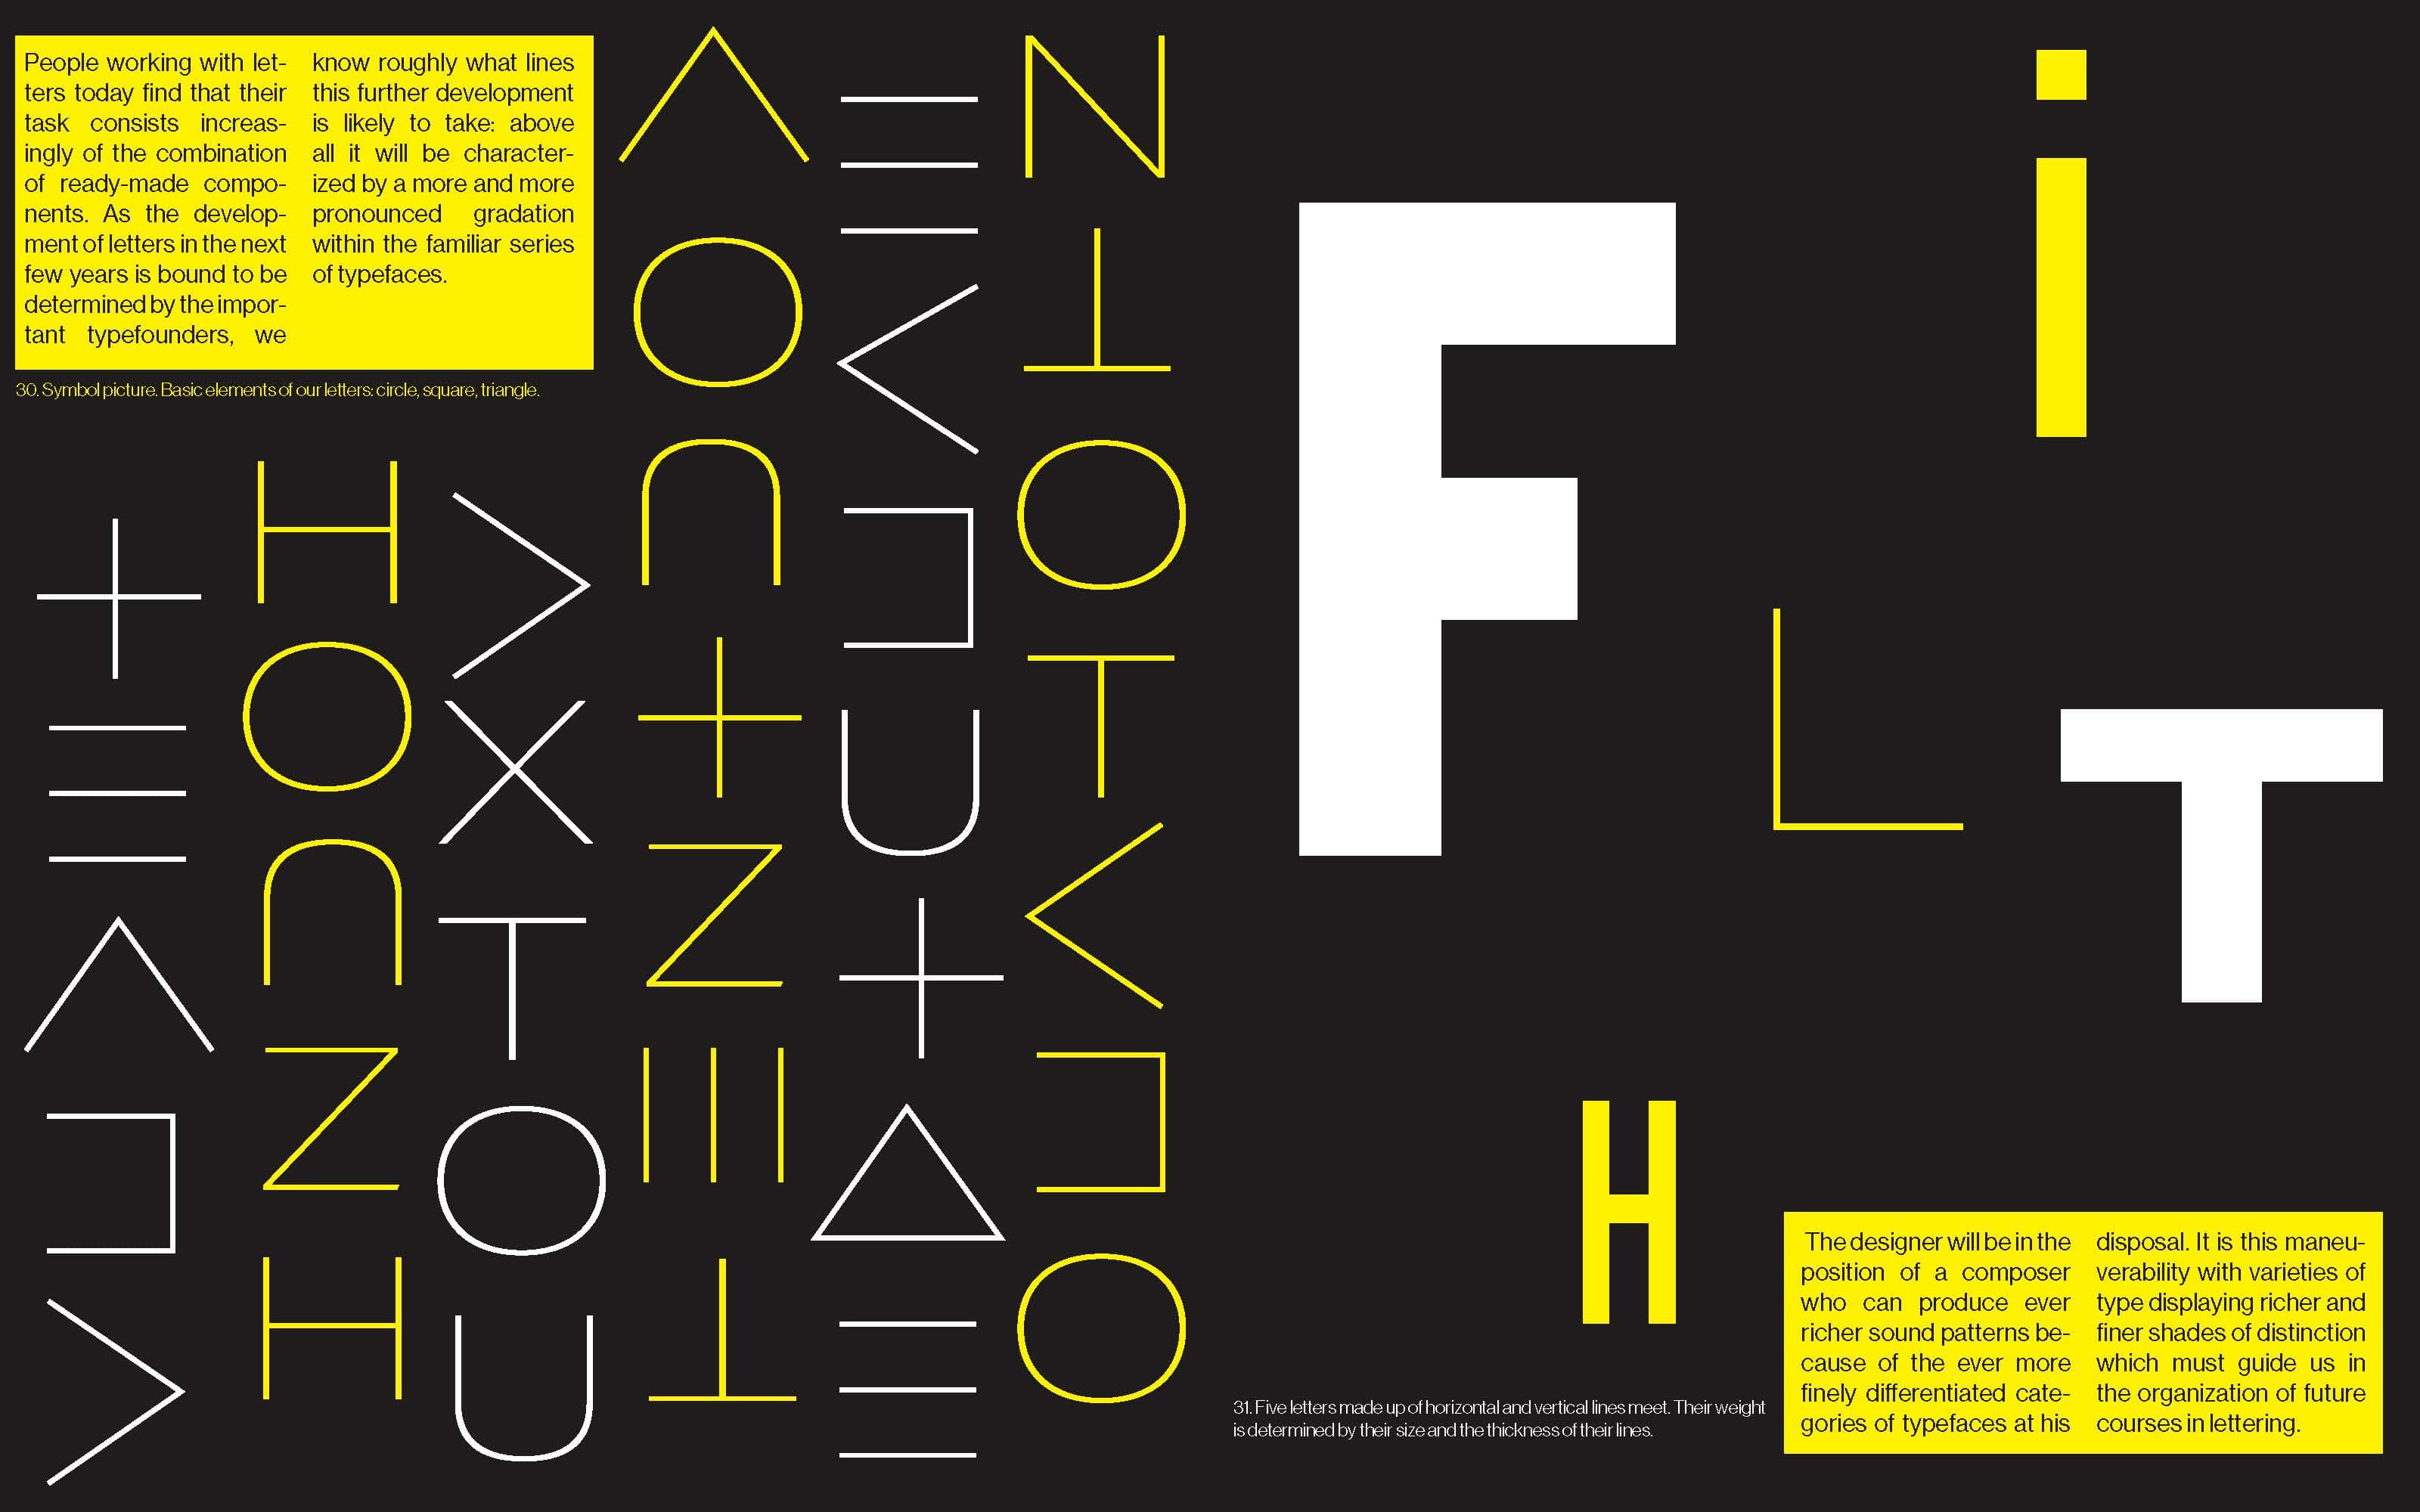 People working with let-
ters today find that their
task consists increas-
ingly of the combination
of ready-made compo-
nents. As the develop-
ment of letters in the next
few years is bound to be
determined by the impor-
tant typefounders, we
know roughly what lines
this further development
is likely to take: above
all it will be character-
ized by a more and more
pronounced gradation
within the familiar series
of typefaces.
30. Symbol picture. Basic elements of our letters: circle, square, triangle.
+
≡
Λ
⊐
>
H
O
∩
Z
H
>
X
T
O
U
Λ
O
∩
+
Z
|||
⊥
≡
<
⊐
U
+
Δ
≡
N
⊥
O
T
<
⊐
O
F
i
L
T
H
31. Five letters made up of horizontal and vertical lines meet. Their weight
is determined by their size and the thickness of their lines.
The designer will be in the
position of a composer
who can produce ever
richer sound patterns be-
cause of the ever more
finely differentiated cate-
gories of typefaces at his
disposal. It is this maneu-
verability with varieties of
type displaying richer and
finer shades of distinction
which must guide us in
the organization of future
courses in lettering.